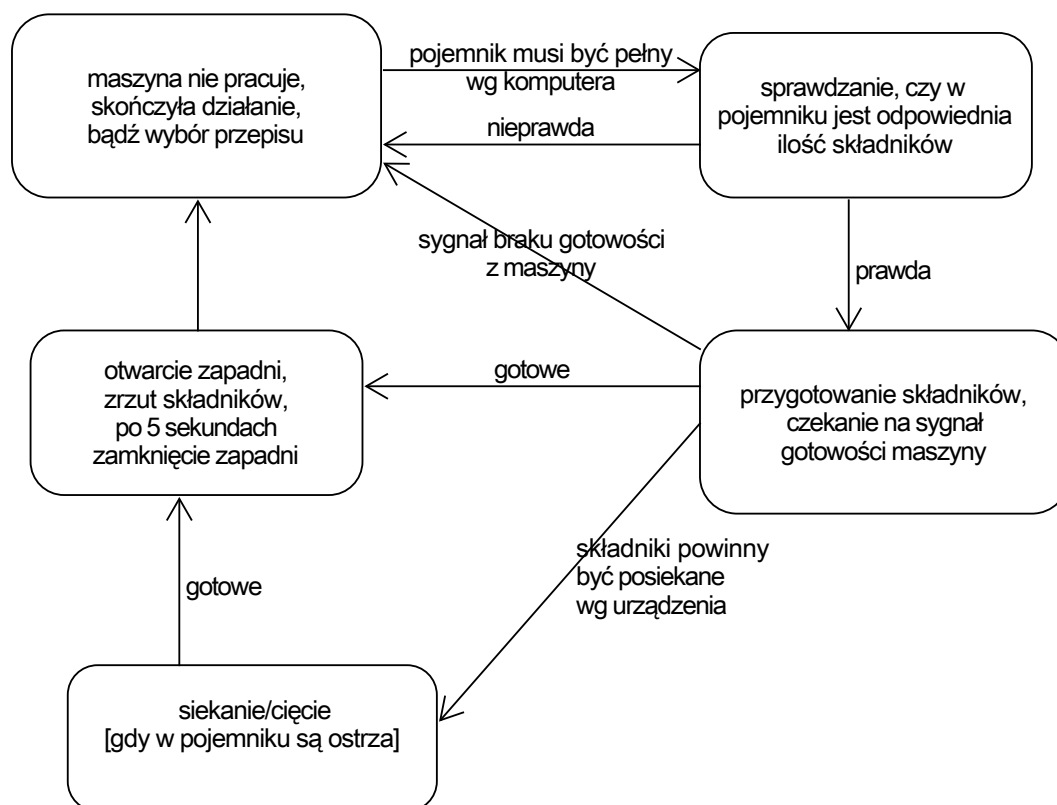 maszyna nie pracuje,
skończyła działanie,
bądź wybór przepisu
pojemnik musi być pełny
wg komputera
nieprawda
sprawdzanie, czy w
pojemniku jest odpowiednia
ilość składników
sygnał braku gotowości
z maszyny
prawda
otwarcie zapadni,
zrzut składników,
po 5 sekundach
zamknięcie zapadni
gotowe
przygotowanie składników,
czekanie na sygnał
gotowości maszyny
składniki powinny
być posiekane
wg urządzenia
gotowe
siekanie/cięcie
[gdy w pojemniku są ostrza]